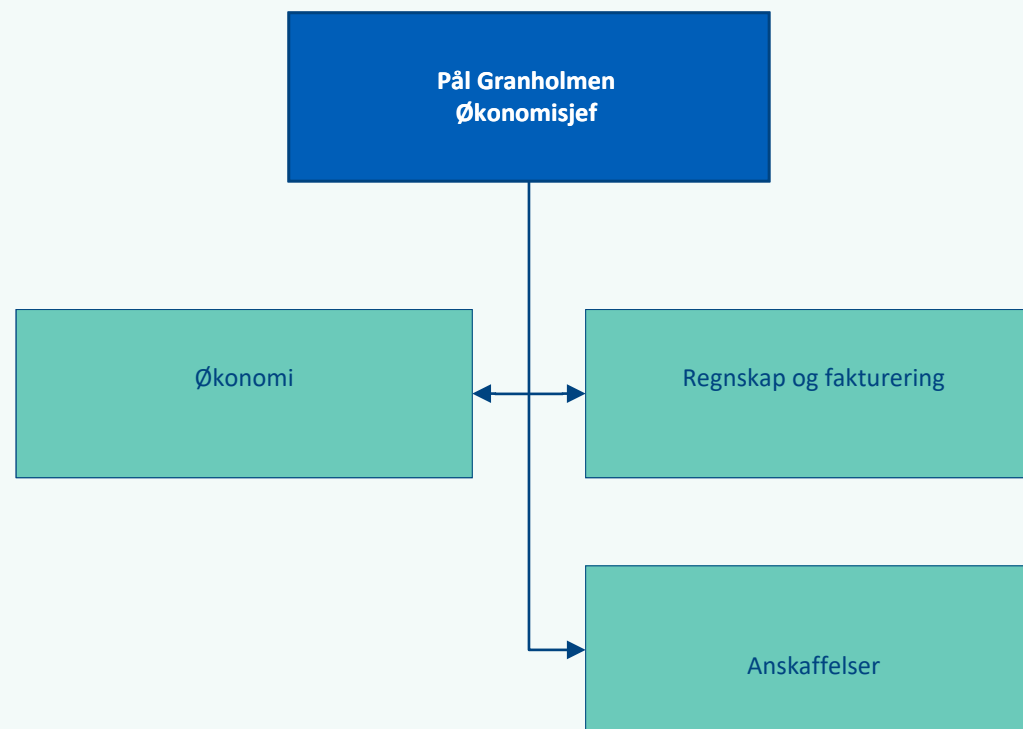 Pål Granholmen
Økonomisjef
Økonomi
Regnskap og fakturering
Anskaffelser